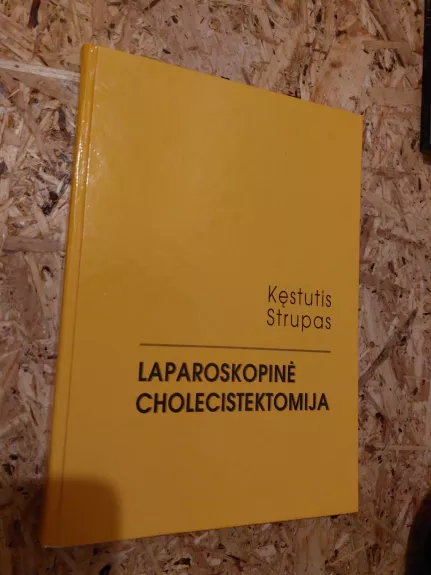 Kęstutis
Strupas
LAPAROSKOPINĖ
CHOLECISTEKTOMIJA